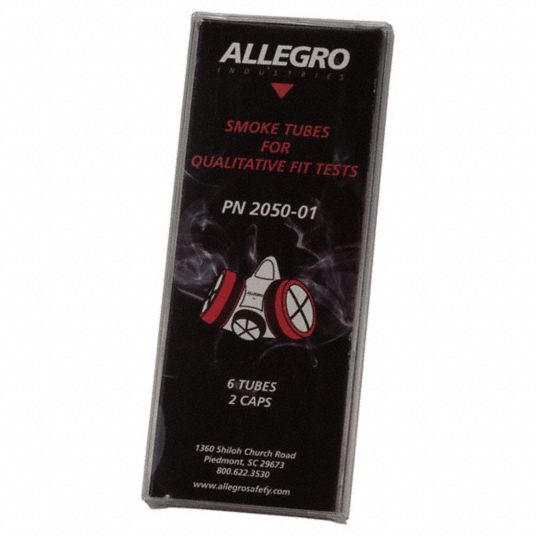 ALLEGRO
INDUSTRIES
SMOKE TUBES
FOR
QUALITATIVE FIT TESTS
PN 2050-01
ALLEGRO
6 TUBES
2 CAPS
1360 Shiloh Church Road
Piedmont, SC 29673
800.622.3530
www.allegrosafety.com